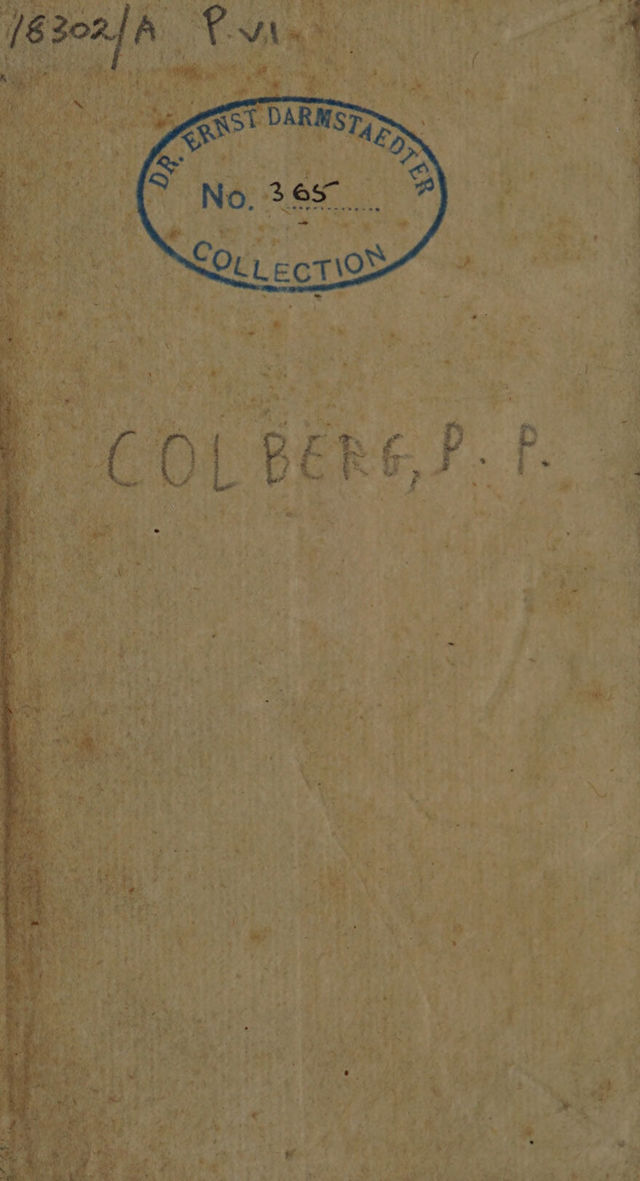 18302/A P.VI
DR. ERNST DARMSTAEDTER
No. 365
COLLECTION
COLBERG, P. P.